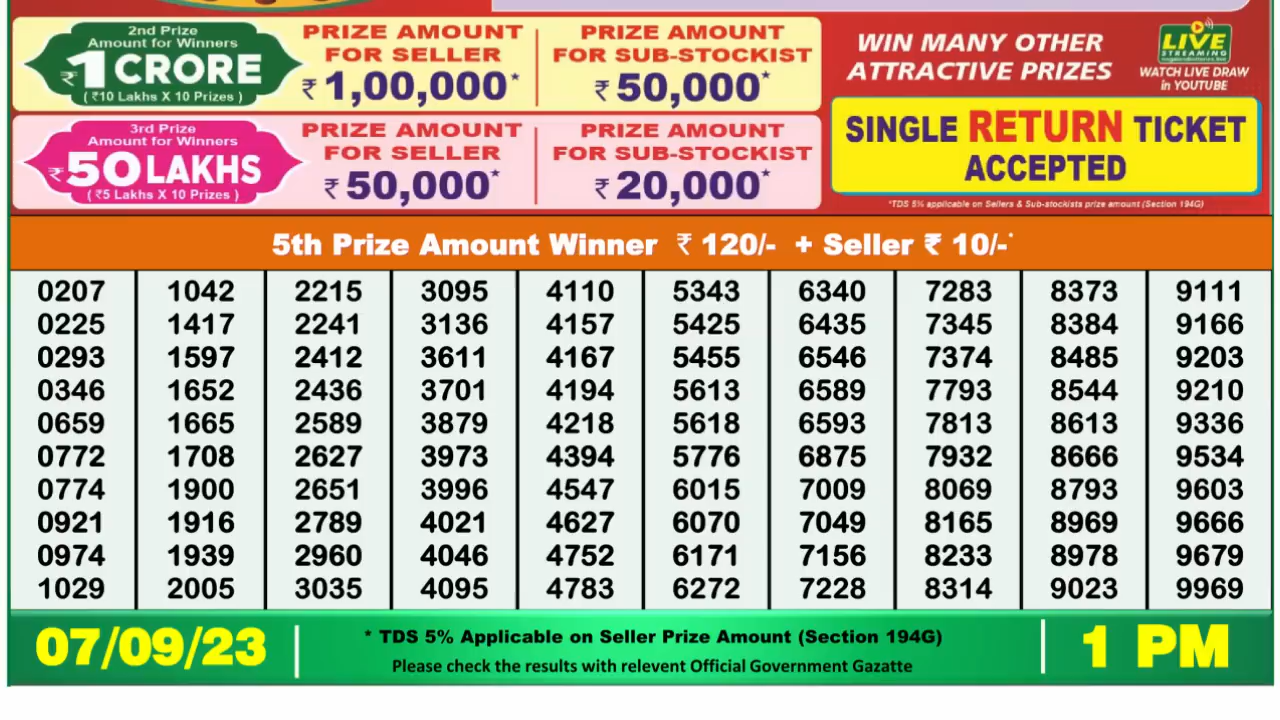 2nd Prize
Amount for Winners
₹1 CRORE
( ₹10 Lakhs X 10 Prizes )
PRIZE AMOUNT
FOR SELLER
₹ 1,00,000*
PRIZE AMOUNT
FOR SUB-STOCKIST
₹ 50,000*
3rd Prize
Amount for Winners
₹50 LAKHS
( ₹5 Lakhs X 10 Prizes )
PRIZE AMOUNT
FOR SELLER
₹ 50,000*
PRIZE AMOUNT
FOR SUB-STOCKIST
₹ 20,000*
WIN MANY OTHER
ATTRACTIVE PRIZES
LIVE
STREAMING
WATCH LIVE DRAW
in YOUTUBE
SINGLE RETURN TICKET
ACCEPTED
*TDS 5% applicable on Sellers & Sub-stockists prize amount (Section 194G)
5th Prize Amount Winner ₹ 120/- + Seller ₹ 10/-*
0207 1042 2215 3095 4110 5343 6340 7283 8373 9111
0225 1417 2241 3136 4157 5425 6435 7345 8384 9166
0293 1597 2412 3611 4167 5455 6546 7374 8485 9203
0346 1652 2436 3701 4194 5613 6589 7793 8544 9210
0659 1665 2589 3879 4218 5618 6593 7813 8613 9336
0772 1708 2627 3973 4394 5776 6875 7932 8666 9534
0774 1900 2651 3996 4547 6015 7009 8069 8793 9603
0921 1916 2789 4021 4627 6070 7049 8165 8969 9666
0974 1939 2960 4046 4752 6171 7156 8233 8978 9679
1029 2005 3035 4095 4783 6272 7228 8314 9023 9969
07/09/23
* TDS 5% Applicable on Seller Prize Amount (Section 194G)
Please check the results with relevent Official Government Gazatte
1 PM